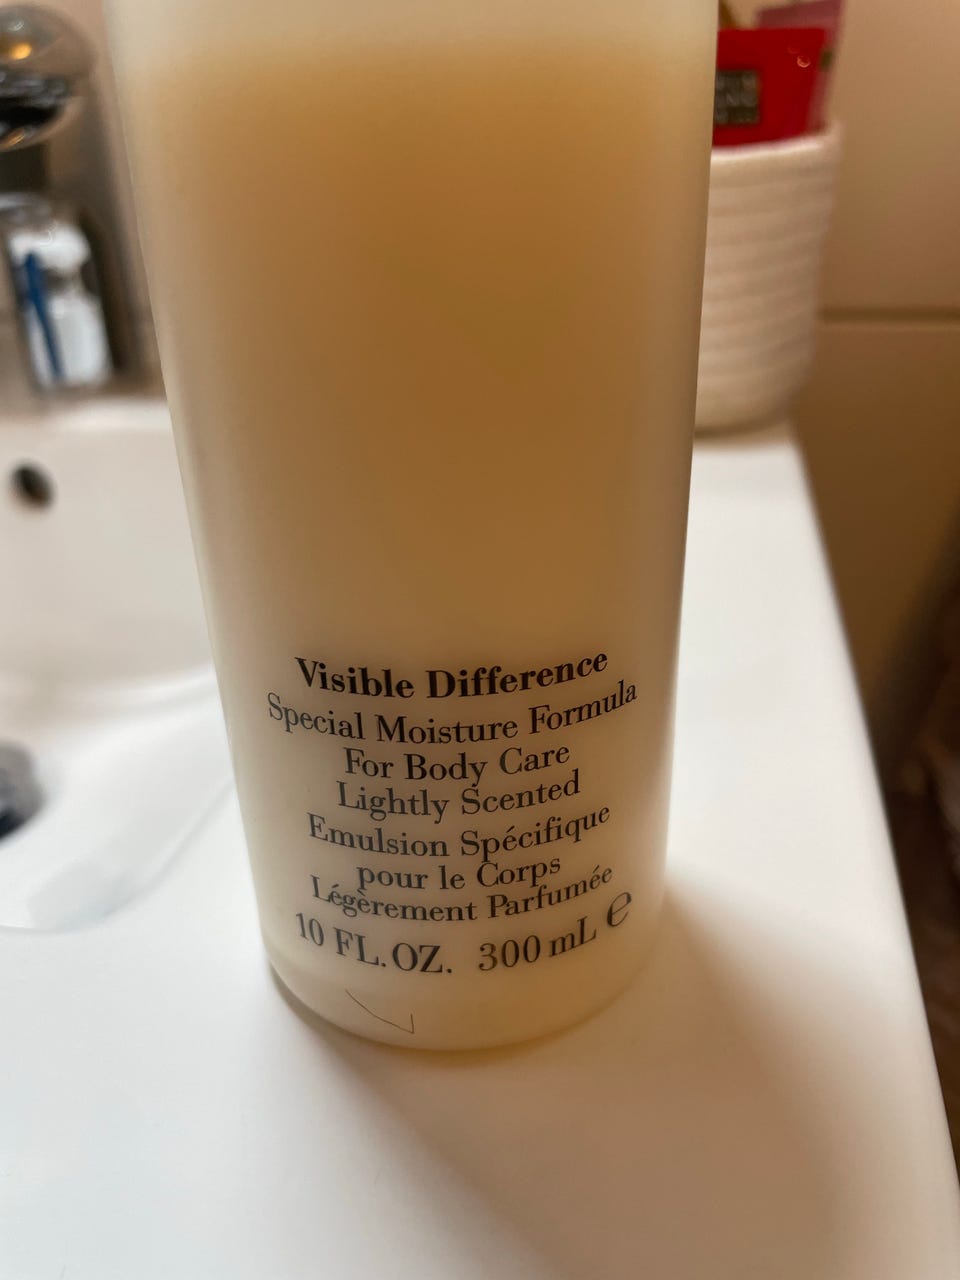 Visible Difference
Special Moisture Formula
For Body Care
Lightly Scented
Emulsion Spécifique
pour le Corps
Légèrement Parfumée
10 FL.OZ. 300 mL ℮